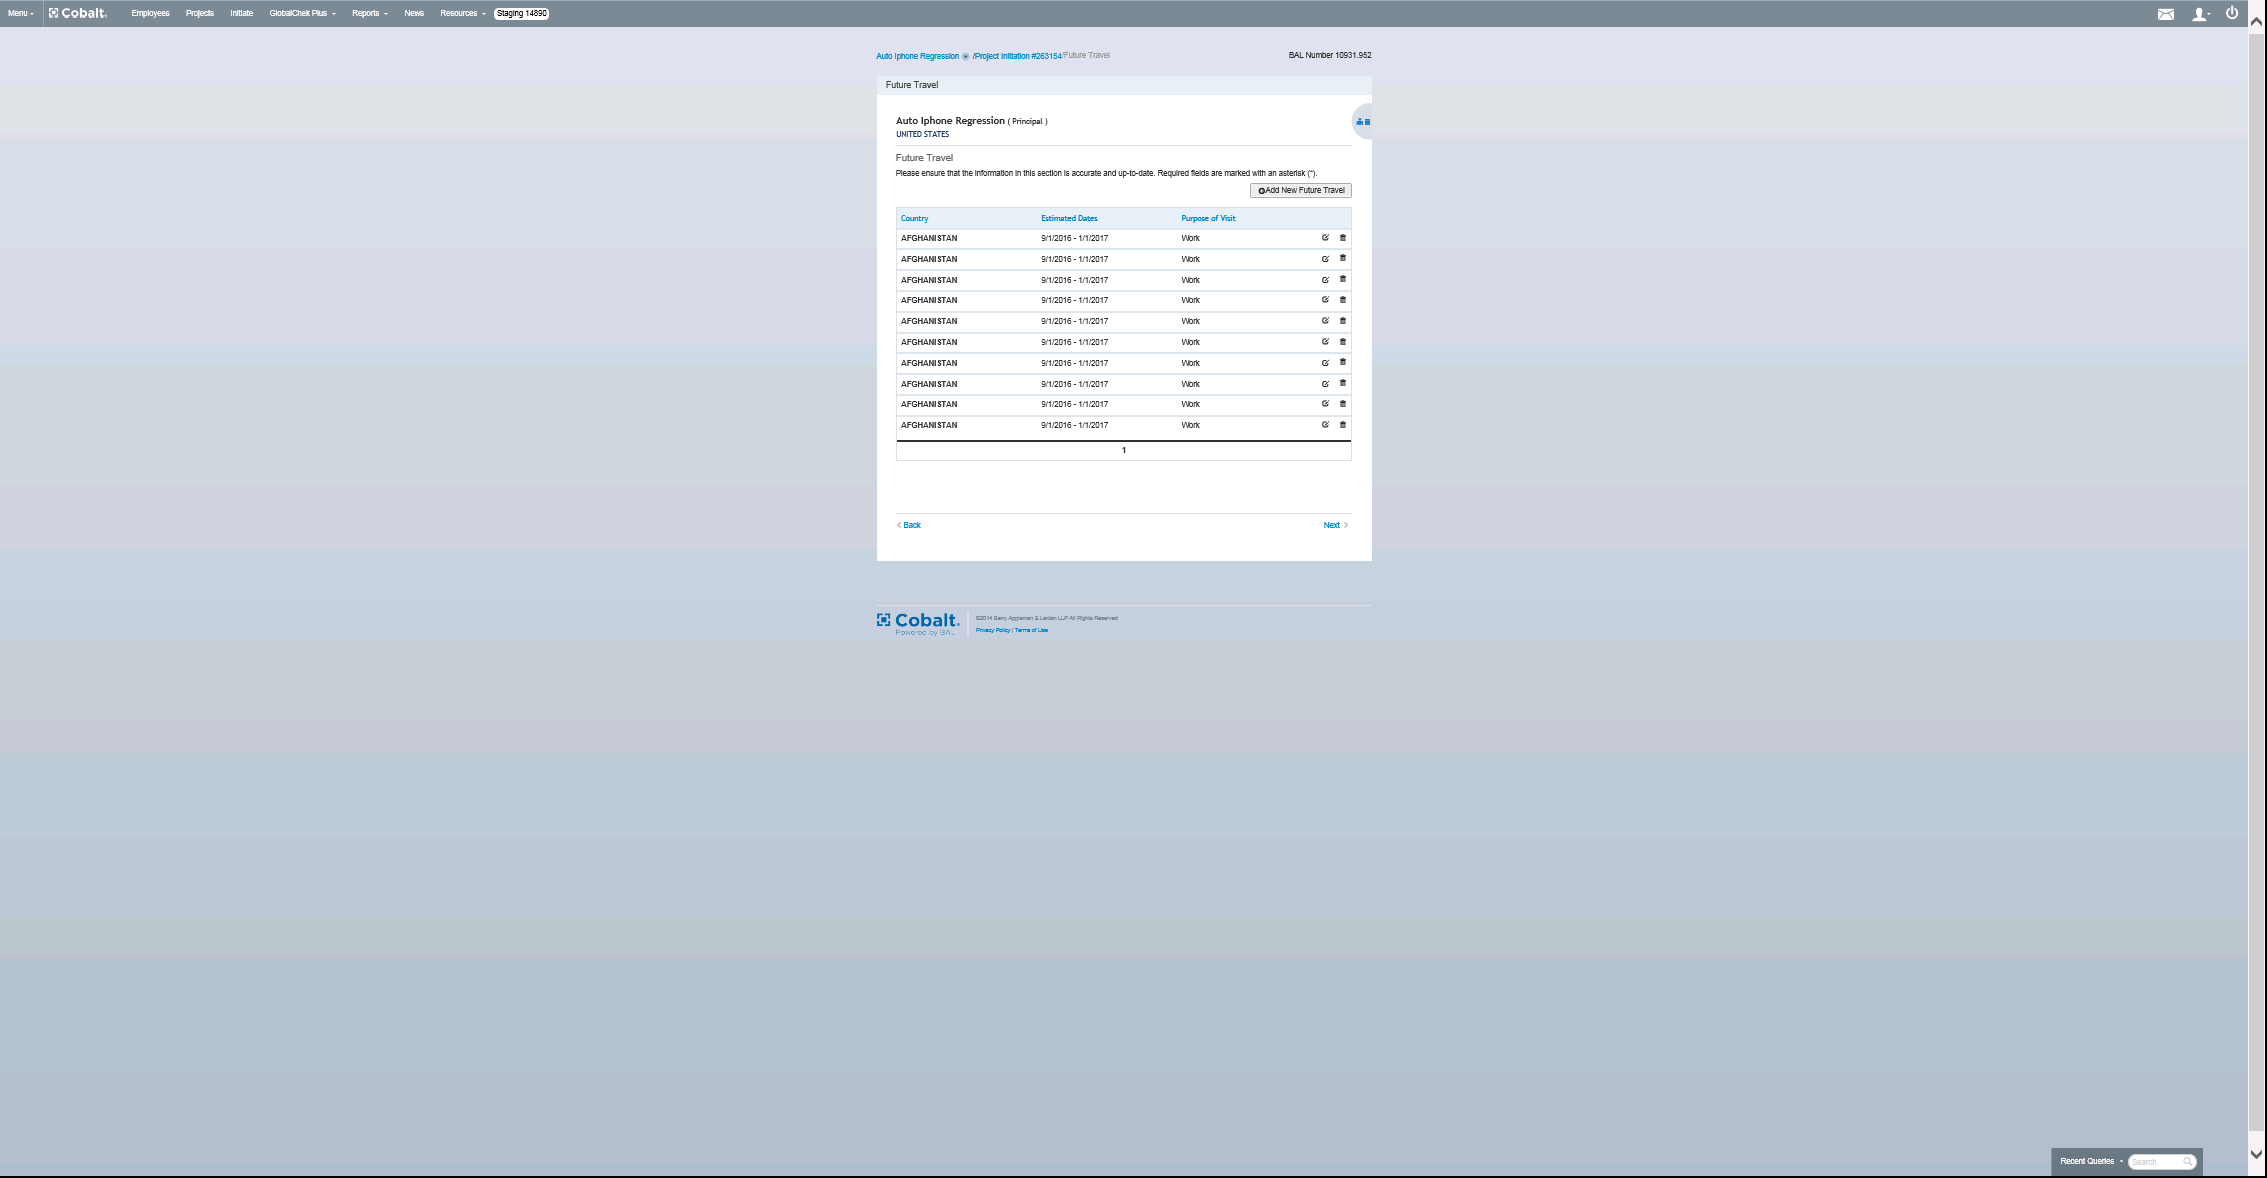 Menu Cobalt. Employees Projects Initiate GlobalChek Plus Reports News Resources Staging 14890
Auto Iphone Regression /Project Initiation #263154/Future Travel BAL Number 10931.952
Future Travel
Auto Iphone Regression ( Principal )
UNITED STATES
Future Travel
Please ensure that the information in this section is accurate and up-to-date. Required fields are marked with an asterisk (*).
Add New Future Travel
Country Estimated Dates Purpose of Visit
AFGHANISTAN 9/1/2016 - 1/1/2017 Work
AFGHANISTAN 9/1/2016 - 1/1/2017 Work
AFGHANISTAN 9/1/2016 - 1/1/2017 Work
AFGHANISTAN 9/1/2016 - 1/1/2017 Work
AFGHANISTAN 9/1/2016 - 1/1/2017 Work
AFGHANISTAN 9/1/2016 - 1/1/2017 Work
AFGHANISTAN 9/1/2016 - 1/1/2017 Work
AFGHANISTAN 9/1/2016 - 1/1/2017 Work
AFGHANISTAN 9/1/2016 - 1/1/2017 Work
AFGHANISTAN 9/1/2016 - 1/1/2017 Work
1
Back Next
Cobalt.
Powered by BAL
©2014 Barry Appleman & Leiden LLP All Rights Reserved
Privacy Policy | Terms of Use
Recent Queries Search